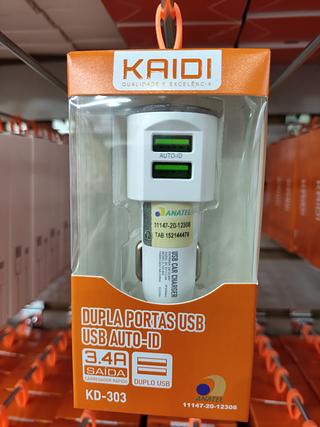 KAIDI
QUALIDADE Y EXCELÊNCIA
AUTO-ID
ANATEL
11147-20-12308
TAB 152144476
USB CAR CHARGER
DUPLA PORTAS USB
USB AUTO-ID
3.4A
SAÍDA
CARREGADOR RÁPIDO
DUPLO USB
KD-303
ANATEL
11147-20-12308